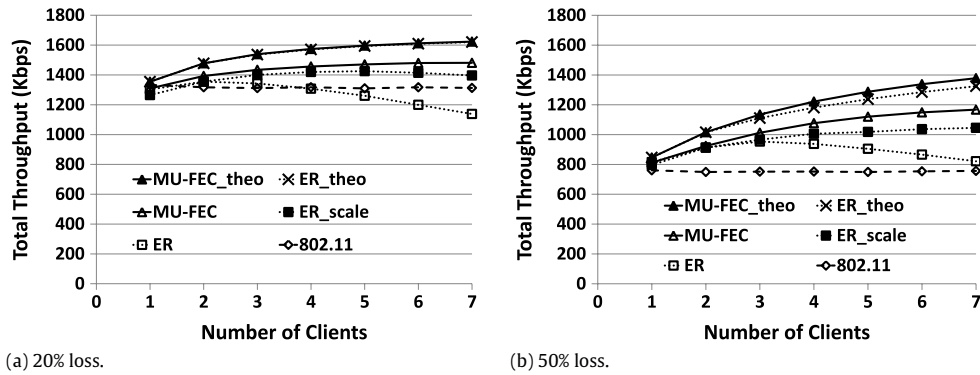 1800
1600
1400
1200
1000
800
600
400
200
0
Total Throughput (Kbps)
MU-FEC_theo
ER_theo
MU-FEC
ER_scale
ER
802.11
0 1 2 3 4 5 6 7
Number of Clients
(a) 20% loss.
1800
1600
1400
1200
1000
800
600
400
200
0
Total Throughput (Kbps)
MU-FEC_theo
ER_theo
MU-FEC
ER_scale
ER
802.11
0 1 2 3 4 5 6 7
Number of Clients
(b) 50% loss.